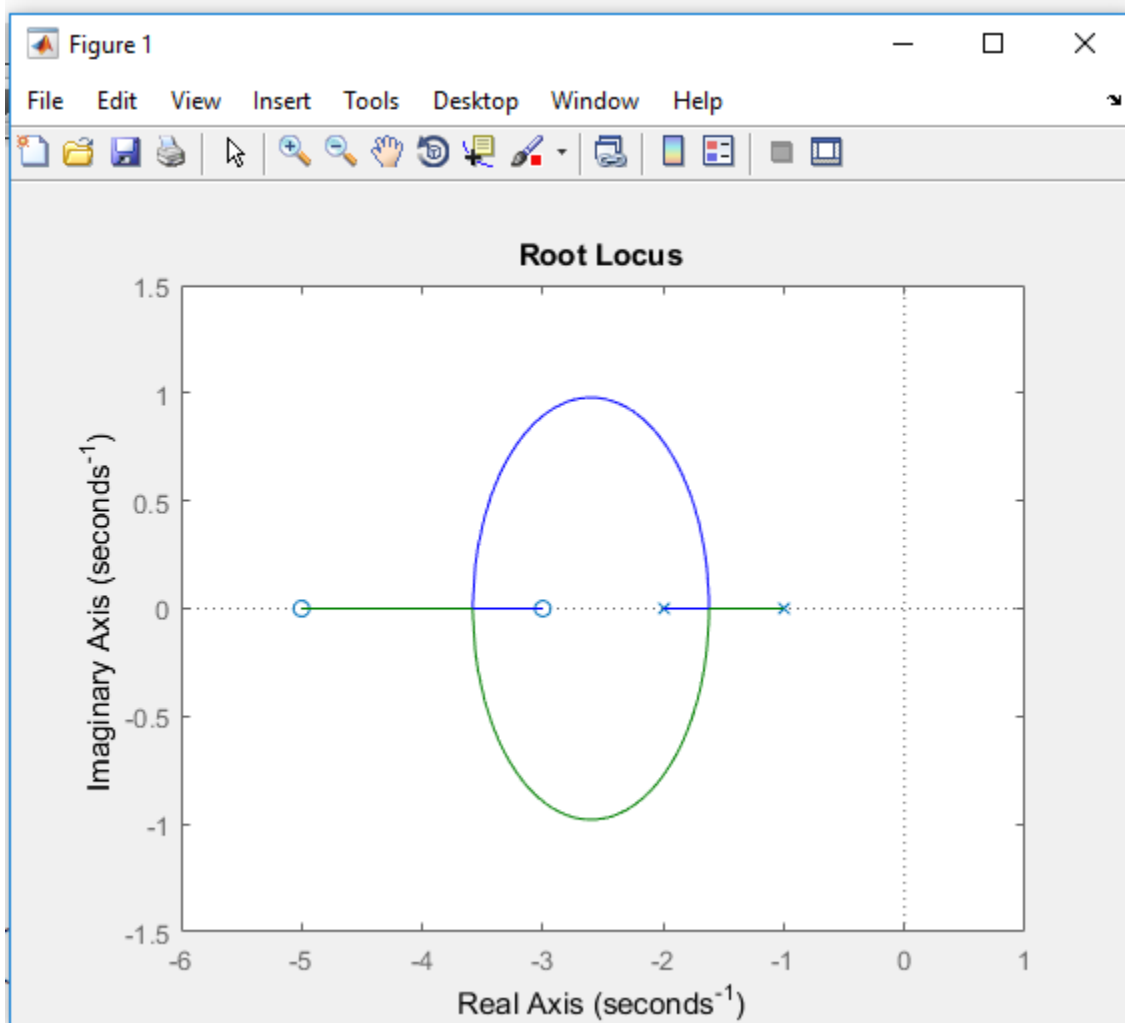 Figure 1
File Edit View Insert Tools Desktop Window Help
Root Locus
1.5
1
0.5
0
-0.5
-1
-1.5
Imaginary Axis (seconds⁻¹)
-6 -5 -4 -3 -2 -1 0 1
Real Axis (seconds⁻¹)